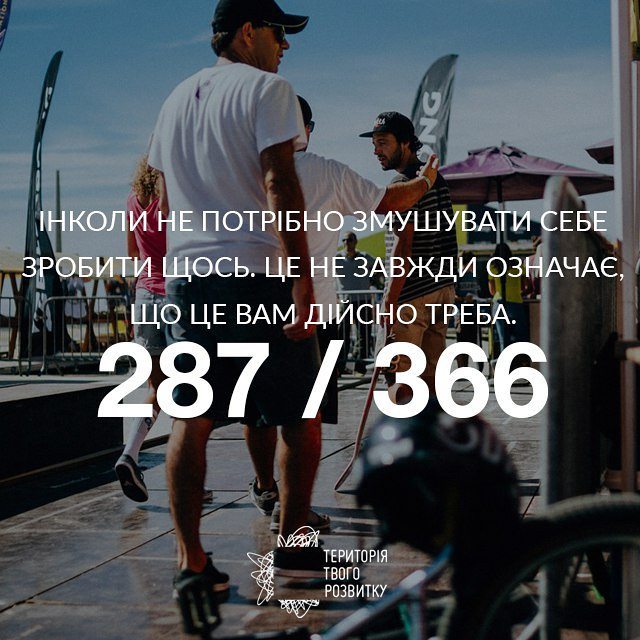 ІНКОЛИ НЕ ПОТРІБНО ЗМУШУВАТИ СЕБЕ
ЗРОБИТИ ЩОСЬ. ЦЕ НЕ ЗАВЖДИ ОЗНАЧАЄ,
ЩО ЦЕ ВАМ ДІЙСНО ТРЕБА.
287 / 366
ТЕРИТОРІЯ
ТВОГО
РОЗВИТКУ